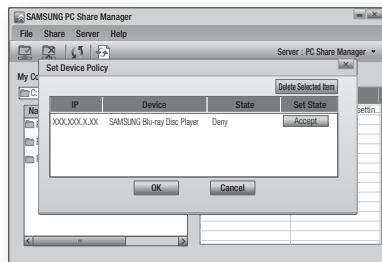 SAMSUNG PC Share Manager
File Share Server Help
Server : PC Share Manager
Set Device Policy
My Co
Delete Selected Item
C:
IP Device State Set State
Na
XXX.XXX.X.XX SAMSUNG Blu-ray Disc Player Deny Accept
settin..
OK Cancel